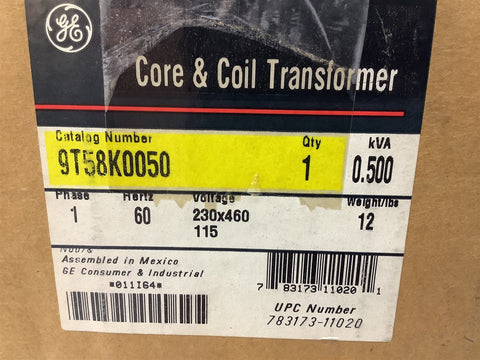 GE
Core & Coil Transformer
Catalog Number Qty kVA
9T58K0050 1 0.500
Phase Hertz Voltage Weight/lbs
1 60 230x460 12
115
Assembled in Mexico
GE Consumer & Industrial
*011I64*
7 83173 11020 1
UPC Number
783173-11020